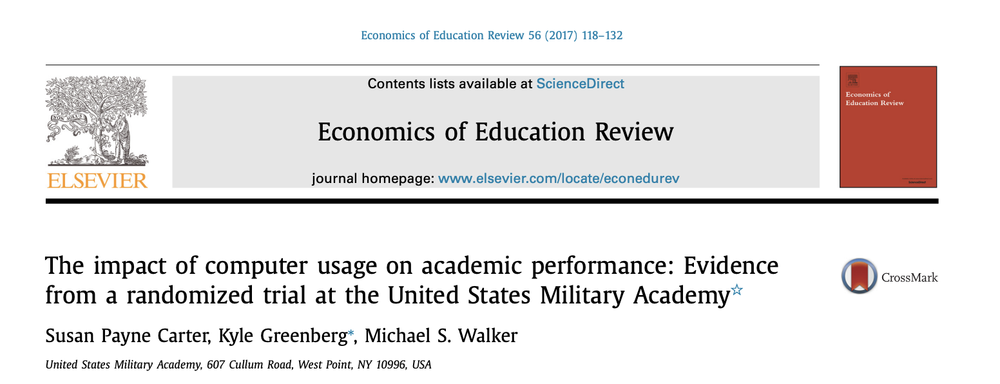 Economics of Education Review 56 (2017) 118–132
Contents lists available at ScienceDirect
Economics of Education Review
journal homepage: www.elsevier.com/locate/econedurev
NON SOLUS
ELSEVIER
Economics of
Education Review
The impact of computer usage on academic performance: Evidence
from a randomized trial at the United States Military Academy☆
CrossMark
Susan Payne Carter, Kyle Greenberg*, Michael S. Walker
United States Military Academy, 607 Cullum Road, West Point, NY 10996, USA